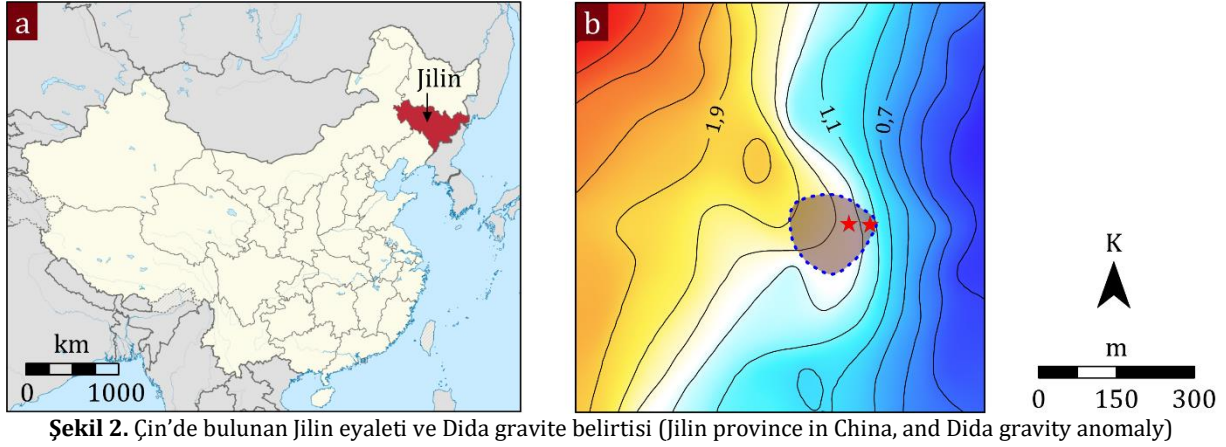 a
Jilin
km
0 1000
b
1,9
1,1
0,7
K
m
0 150 300
Şekil 2. Çin’de bulunan Jilin eyaleti ve Dida gravite belirtisi (Jilin province in China, and Dida gravity anomaly)